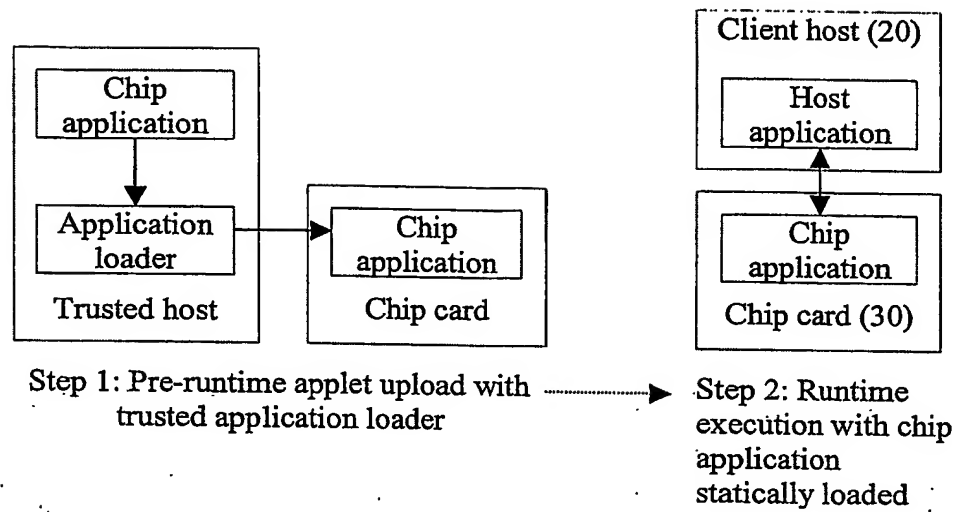 Chip
application
Application
loader
Trusted host
Chip
application
Chip card
Step 1: Pre-runtime applet upload with
trusted application loader
Client host (20)
Host
application
Chip
application
Chip card (30)
Step 2: Runtime
execution with chip
application
statically loaded